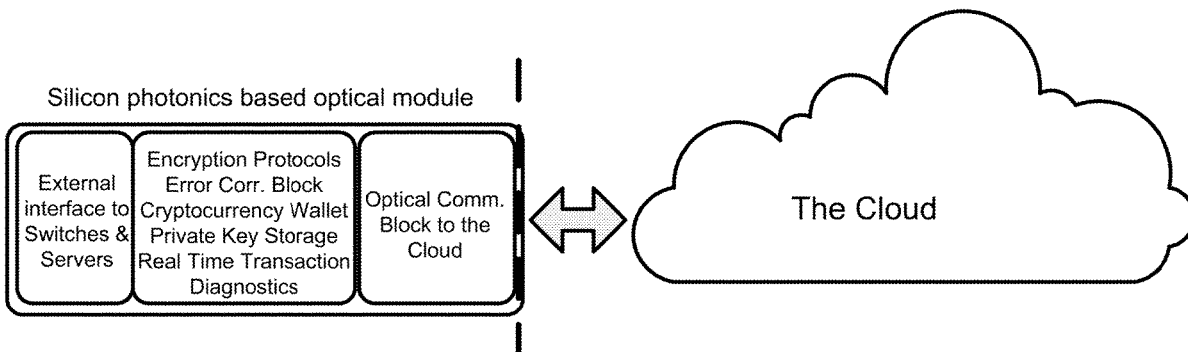 Silicon photonics based optical module
External
interface to
Switches &
Servers
Encryption Protocols
Error Corr. Block
Cryptocurrency Wallet
Private Key Storage
Real Time Transaction
Diagnostics
Optical Comm.
Block to the
Cloud
The Cloud